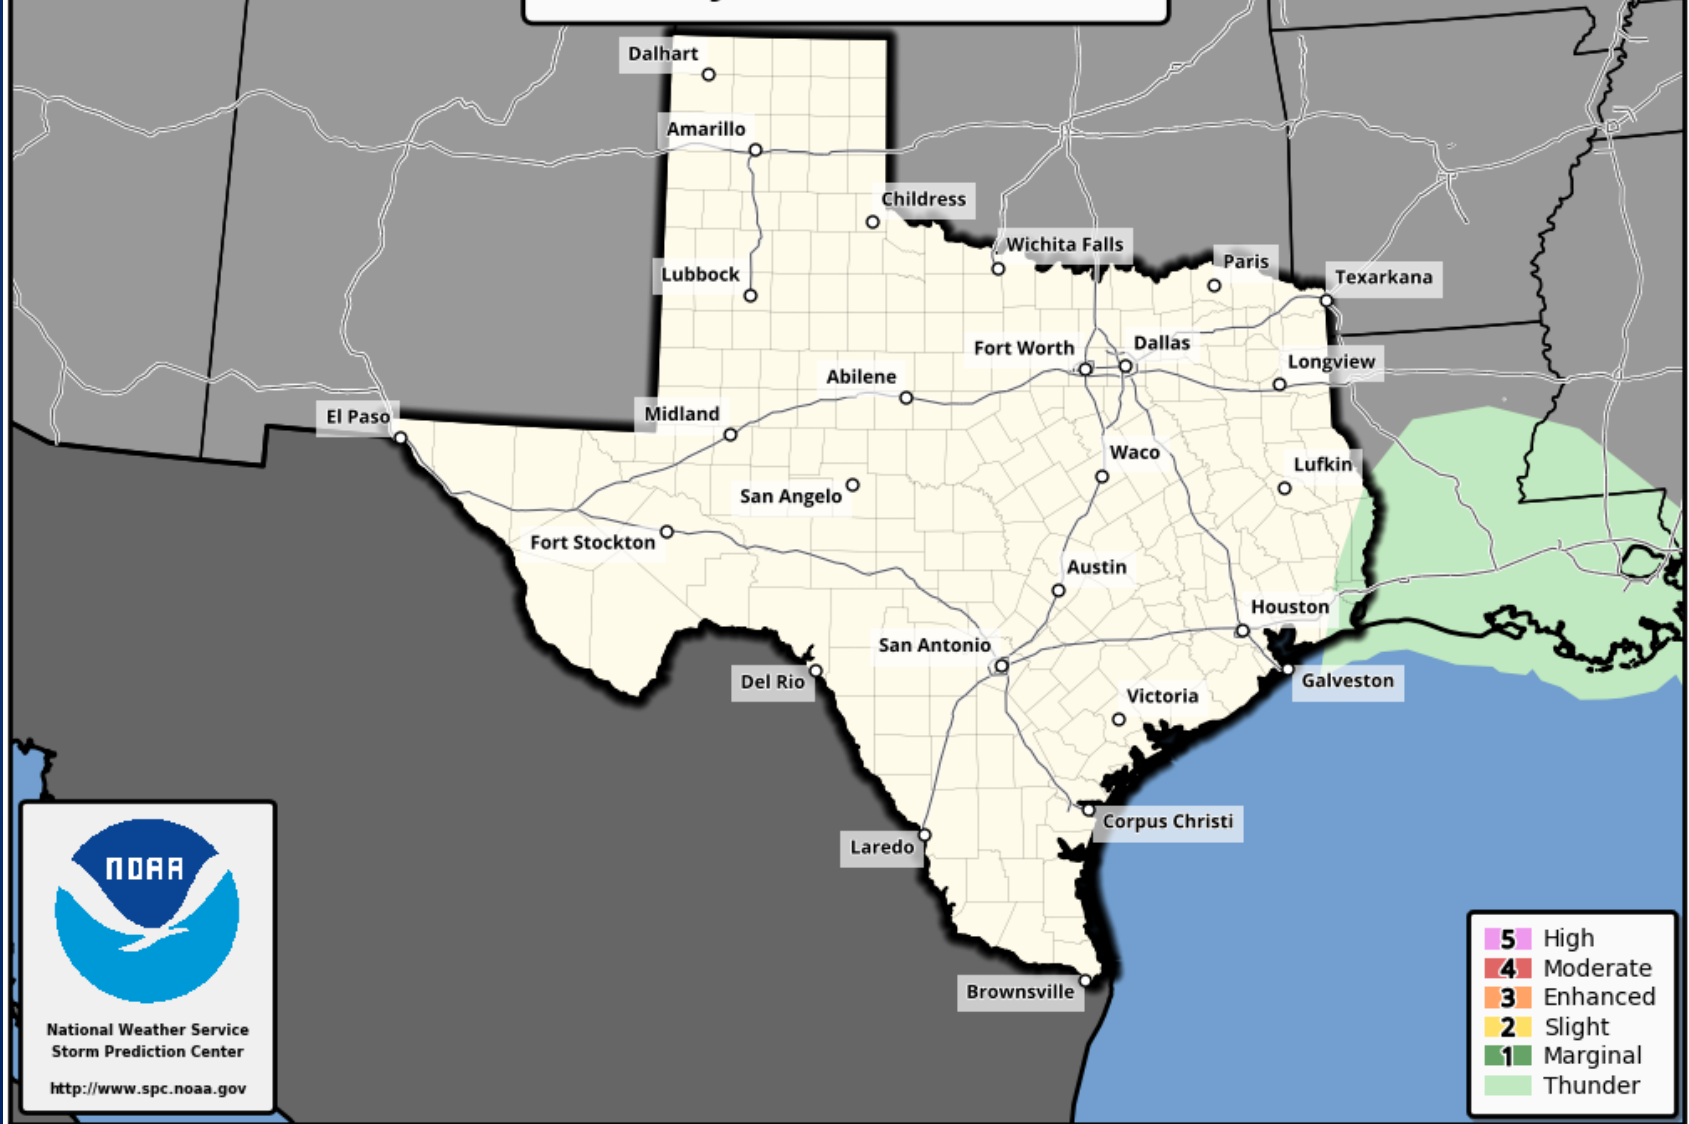 Dalhart
Amarillo
Childress
Wichita Falls
Paris
Texarkana
Lubbock
Fort Worth
Dallas
Longview
Abilene
El Paso
Midland
Waco
Lufkin
San Angelo
Fort Stockton
Austin
Houston
San Antonio
Del Rio
Galveston
Victoria
Corpus Christi
Laredo
Brownsville
NOAA
National Weather Service
Storm Prediction Center
http://www.spc.noaa.gov
5 High
4 Moderate
3 Enhanced
2 Slight
1 Marginal
Thunder